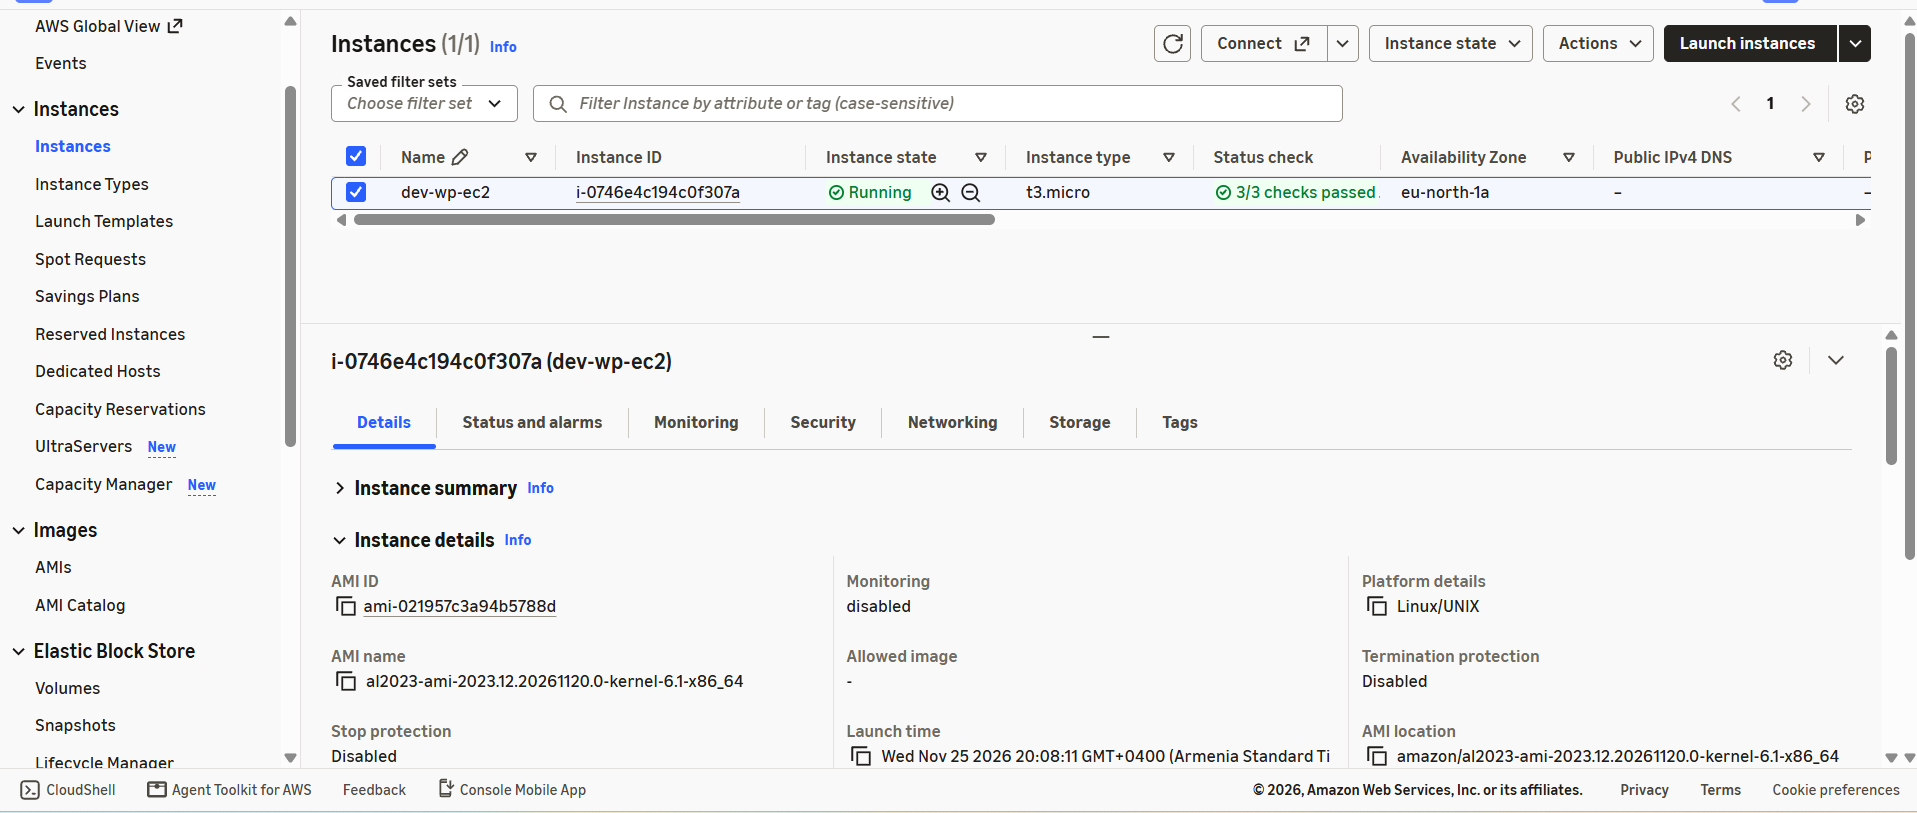 AWS Global View
Events
Instances
Instances
Instance Types
Launch Templates
Spot Requests
Savings Plans
Reserved Instances
Dedicated Hosts
Capacity Reservations
UltraServers New
Capacity Manager New
Images
AMIs
AMI Catalog
Elastic Block Store
Volumes
Snapshots
Lifecycle Manager
Instances (1/1) Info
Connect
Instance state
Actions
Launch instances
Saved filter sets
Choose filter set
Filter Instance by attribute or tag (case-sensitive)
1
Name Instance ID Instance state Instance type Status check Availability Zone Public IPv4 DNS P
dev-wp-ec2 i-0746e4c194c0f307a Running t3.micro 3/3 checks passed eu-north-1a – –
i-0746e4c194c0f307a (dev-wp-ec2)
Details Status and alarms Monitoring Security Networking Storage Tags
Instance summary Info
Instance details Info
AMI ID Monitoring Platform details
ami-021957c3a94b5788d disabled Linux/UNIX
AMI name Allowed image Termination protection
al2023-ami-2023.12.20261120.0-kernel-6.1-x86_64 - Disabled
Stop protection Launch time AMI location
Disabled Wed Nov 25 2026 20:08:11 GMT+0400 (Armenia Standard Ti amazon/al2023-ami-2023.12.20261120.0-kernel-6.1-x86_64
CloudShell Agent Toolkit for AWS Feedback Console Mobile App © 2026, Amazon Web Services, Inc. or its affiliates. Privacy Terms Cookie preferences